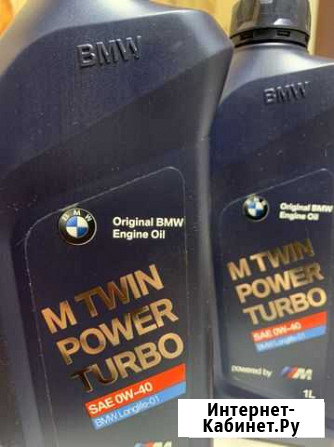 BMW
BMW
BMW
Original BMW
Engine Oil
M TWIN
POWER
TURBO
SAE 0W-40
BMW Longlife-01
Original BMW
Engine Oil
M TWIN
POWER
TURBO
SAE 0W-40
BMW Longlife-01
powered by M
1L
Интернет-
Кабинет.Ру